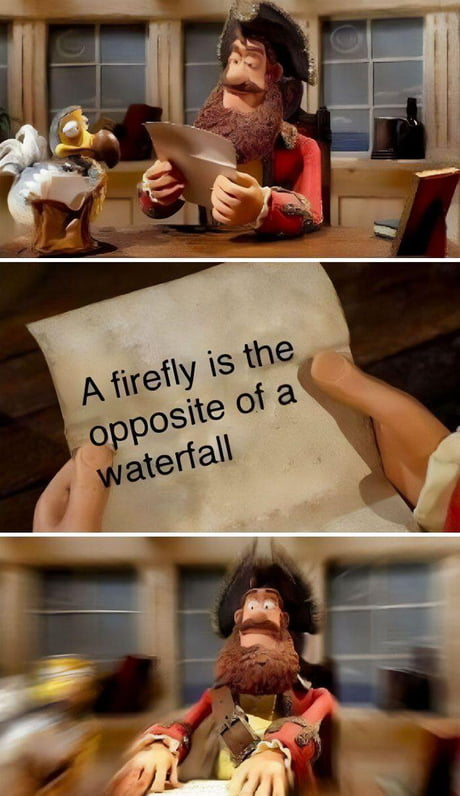 A firefly is the
opposite of a
waterfall